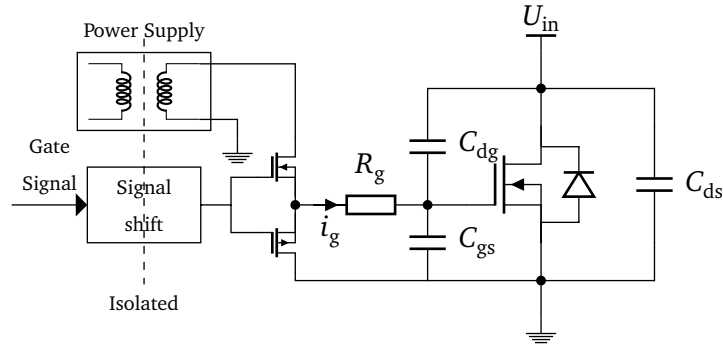 Power Supply
U_in
Gate
Signal
Signal
shift
R_g
i_g
C_dg
C_gs
C_ds
Isolated